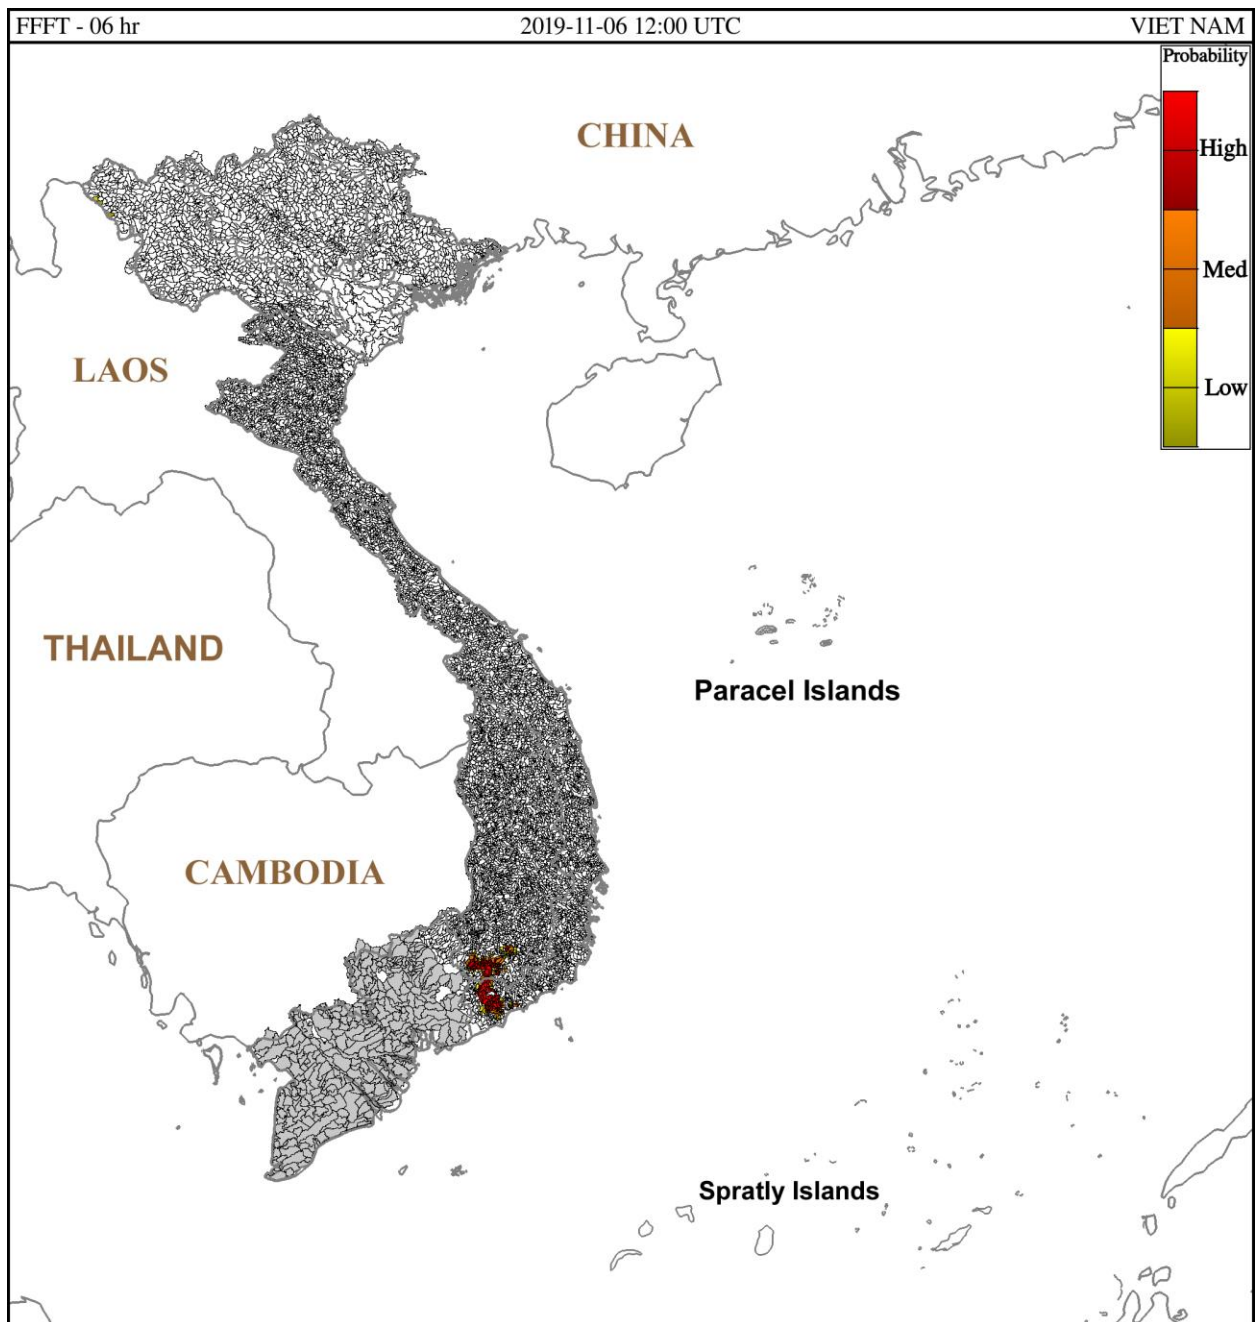 FFFT - 06 hr
2019-11-06 12:00 UTC
VIET NAM
Probability
CHINA
High
Med
LAOS
Low
THAILAND
Paracel Islands
CAMBODIA
Spratly Islands